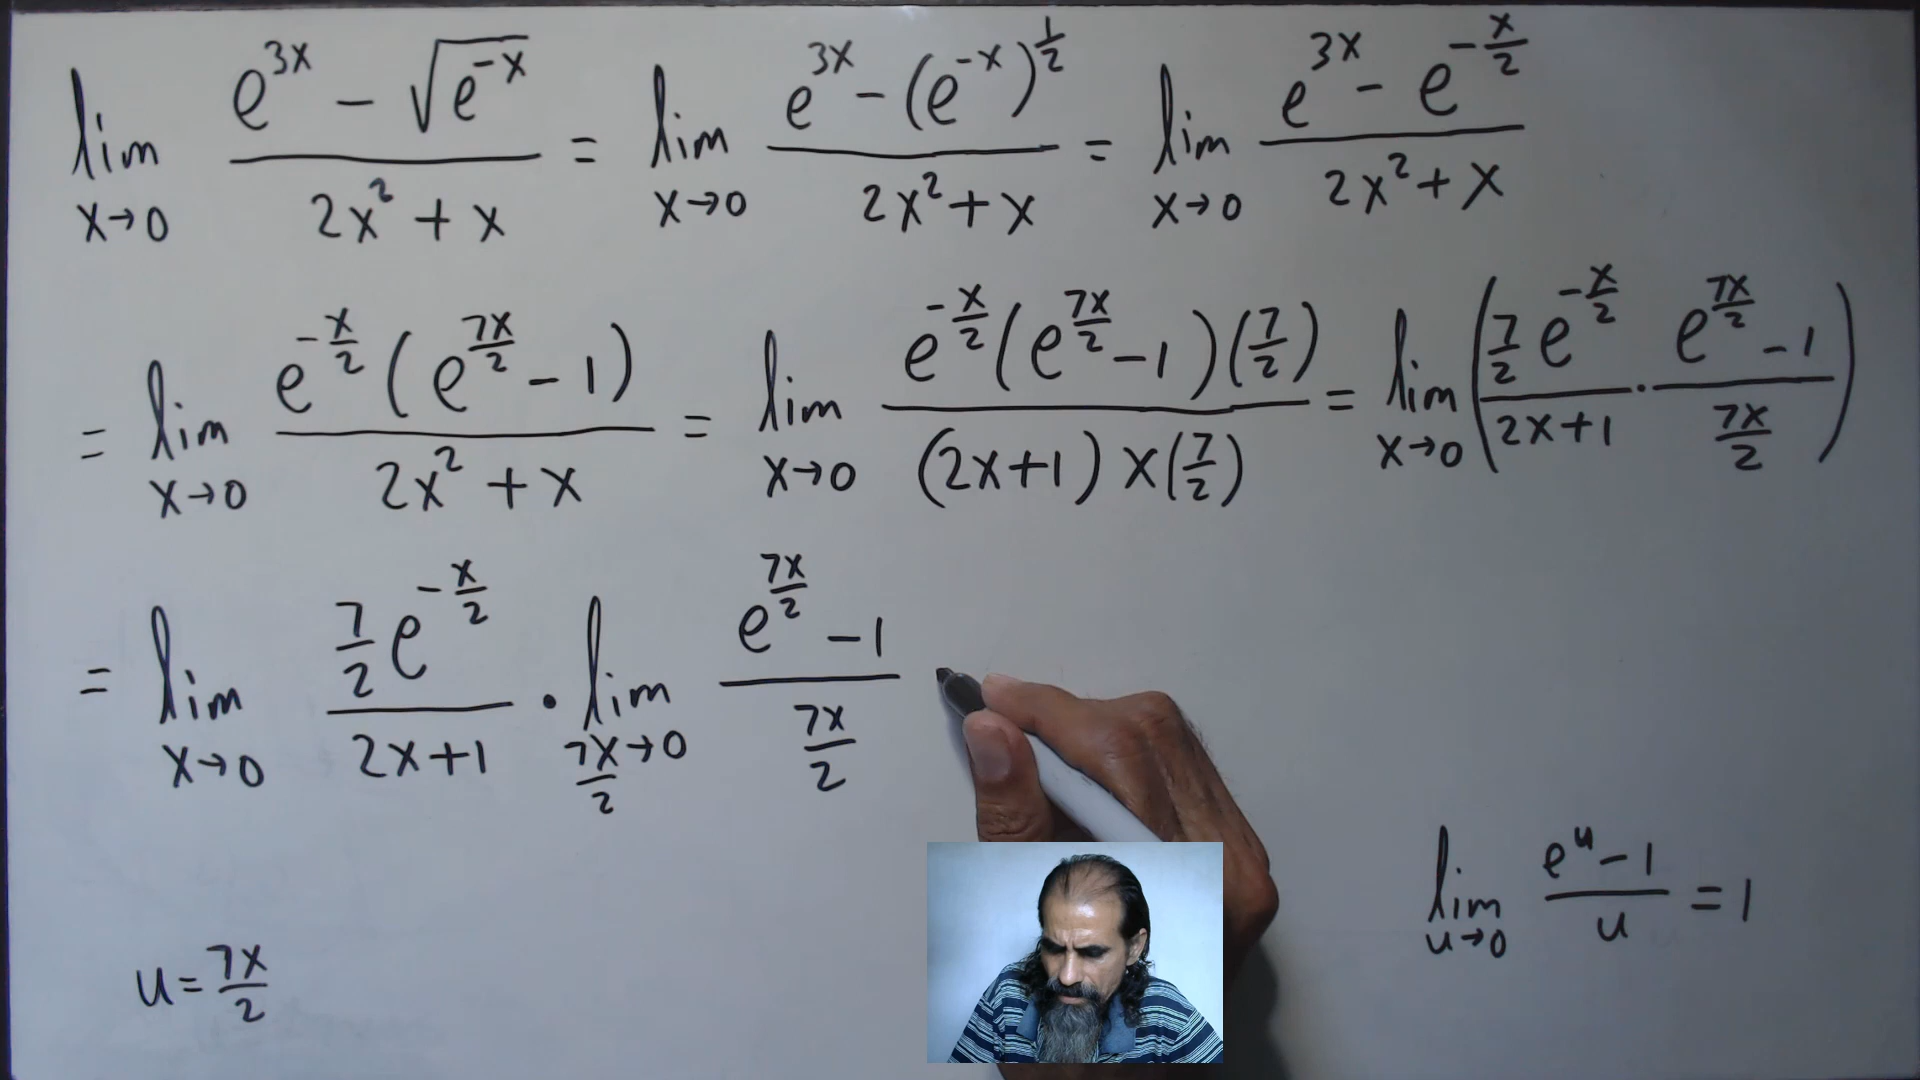 lim x→0 (e^{3x} - √(e^{-x})) / (2x² + x) = lim x→0 (e^{3x} - (e^{-x})^{1/2}) / (2x² + x) = lim x→0 (e^{3x} - e^{-x/2}) / (2x² + x)
= lim x→0 (e^{-x/2} (e^{7x/2} - 1)) / (2x² + x) = lim x→0 (e^{-x/2} (e^{7x/2} - 1) (7/2)) / ((2x+1) x (7/2)) = lim x→0 ( (7/2 e^{-x/2}) / (2x+1) · (e^{7x/2} - 1) / (7x/2) )
= lim x→0 (7/2 e^{-x/2}) / (2x+1) · lim 7x/2→0 (e^{7x/2} - 1) / (7x/2)
lim u→0 (e^u - 1) / u = 1
u = 7x/2